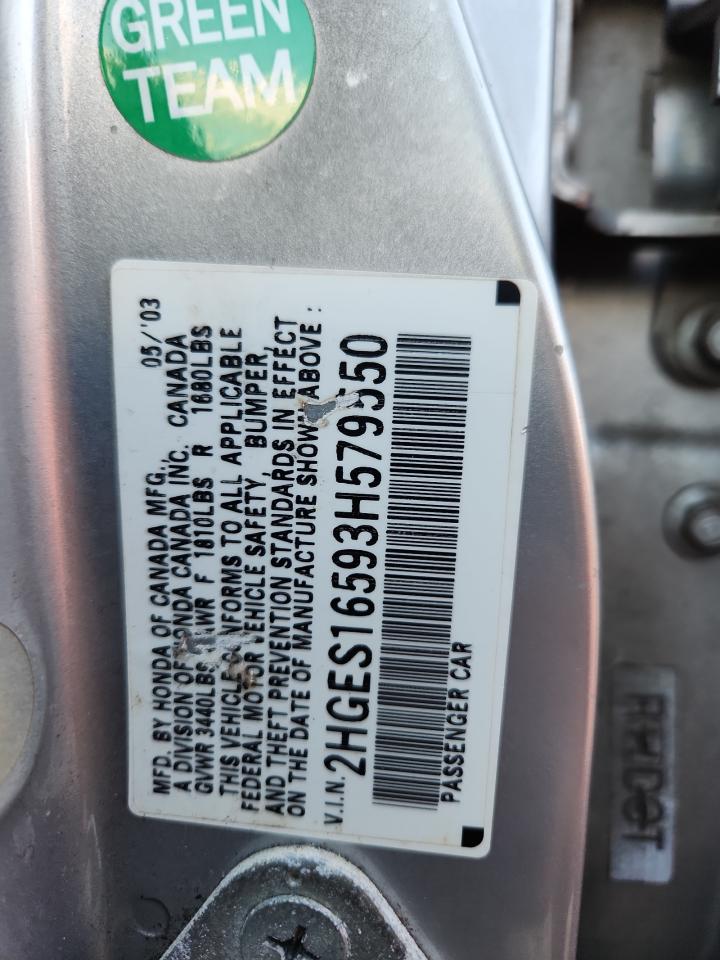 GREEN
TEAM
MFD. BY HONDA OF CANADA MFG., 05/'03
A DIVISION OF HONDA CANADA INC. CANADA
GVWR 3440LBS GAWR F 1810LBS R 1680LBS
THIS VEHICLE CONFORMS TO ALL APPLICABLE
FEDERAL MOTOR VEHICLE SAFETY, BUMPER,
AND THEFT PREVENTION STANDARDS IN EFFECT
ON THE DATE OF MANUFACTURE SHOWN ABOVE :
V.I.N. 2HGES16593H579550
PASSENGER CAR
DOT